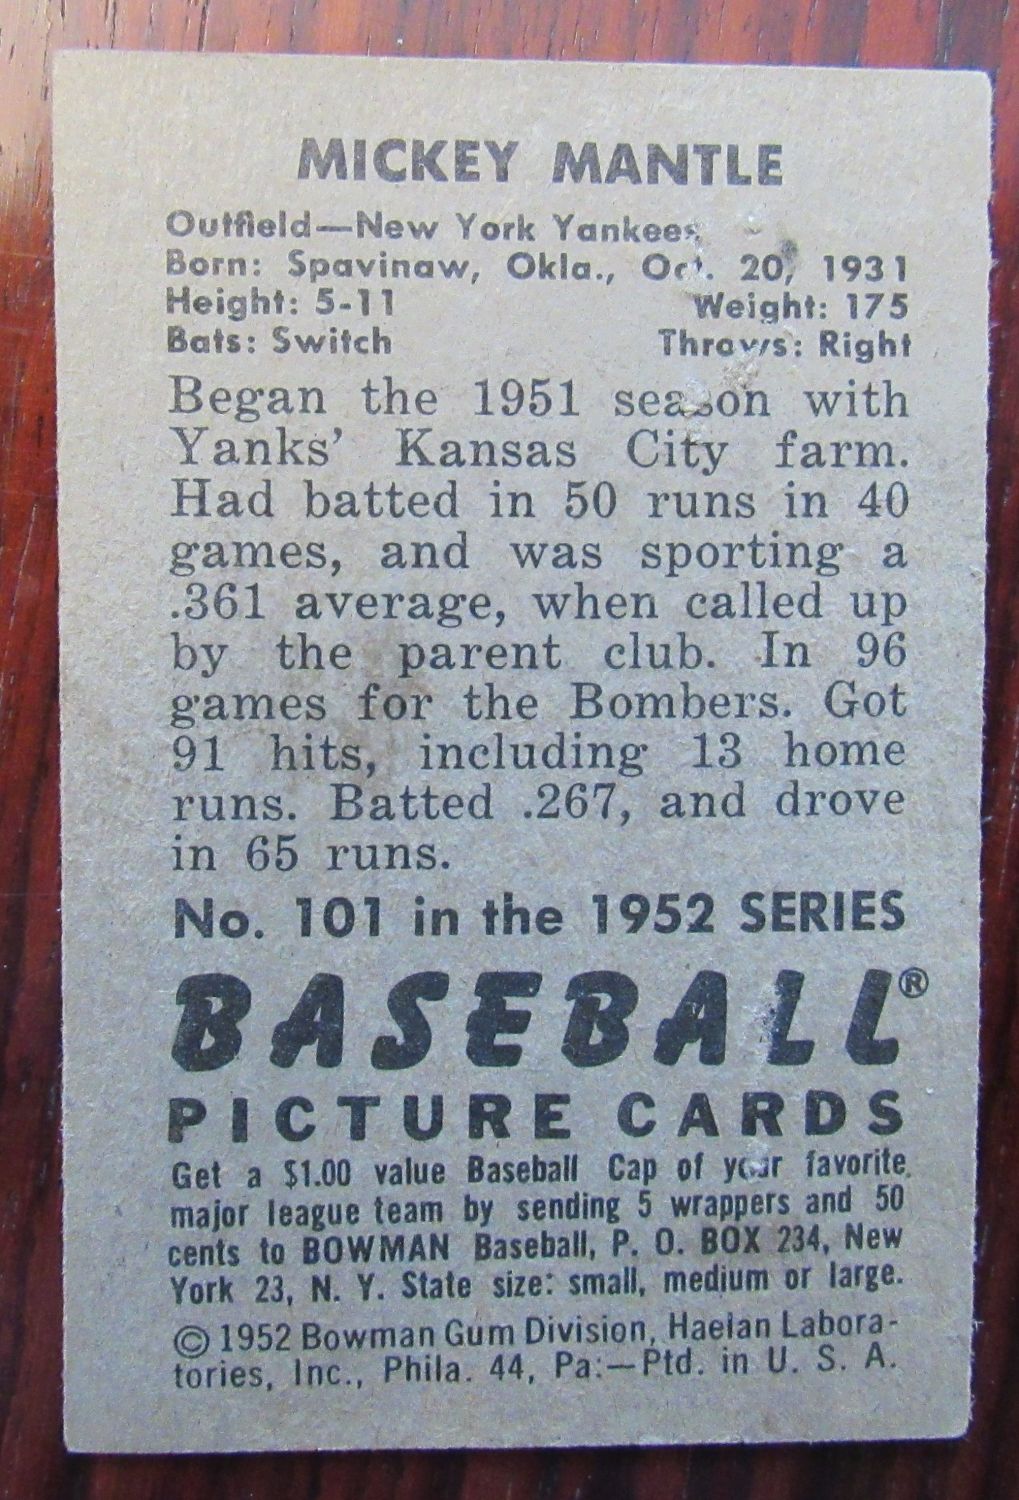 MICKEY MANTLE
Outfield—New York Yankees
Born: Spavinaw, Okla., Oct. 20, 1931
Height: 5-11 Weight: 175
Bats: Switch Throws: Right
Began the 1951 season with
Yanks' Kansas City farm.
Had batted in 50 runs in 40
games, and was sporting a
.361 average, when called up
by the parent club. In 96
games for the Bombers. Got
91 hits, including 13 home
runs. Batted .267, and drove
in 65 runs.
No. 101 in the 1952 SERIES
BASEBALL®
PICTURE CARDS
Get a $1.00 value Baseball Cap of your favorite
major league team by sending 5 wrappers and 50
cents to BOWMAN Baseball, P. O. BOX 234, New
York 23, N. Y. State size: small, medium or large.
© 1952 Bowman Gum Division, Haelan Labora-
tories, Inc., Phila. 44, Pa.—Ptd. in U. S. A.